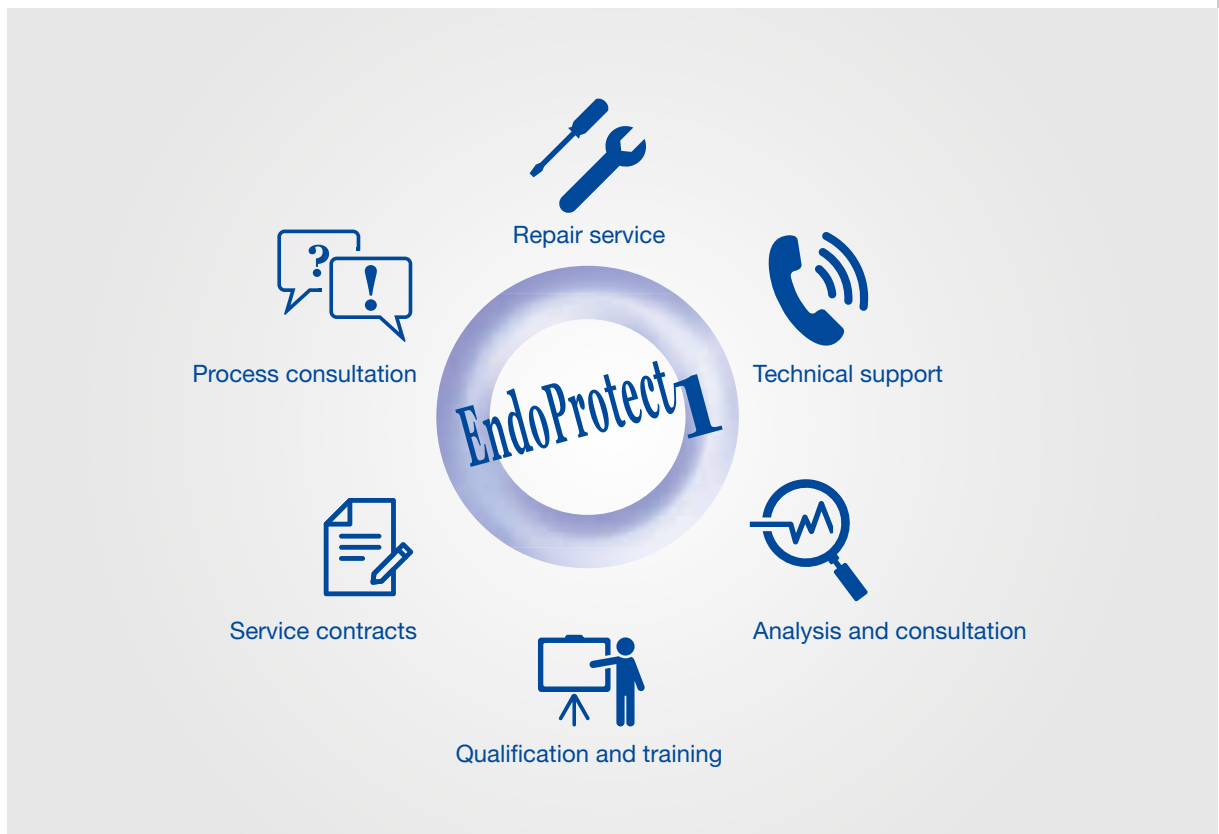 Repair service
?
!
Process consultation
Technical support
EndoProtect1
Service contracts
Analysis and consultation
Qualification and training